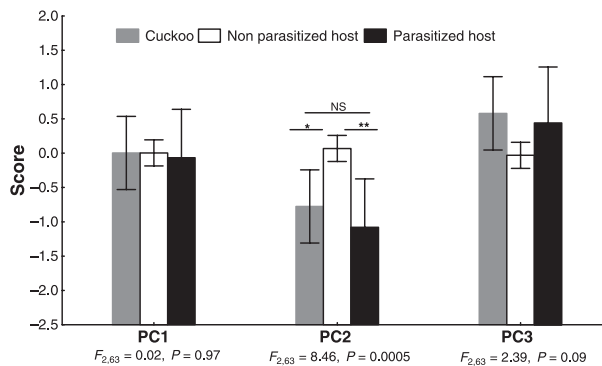 2.0
Cuckoo Non parasitized host Parasitized host
1.5
1.0
NS
0.5
* **
0.0
−0.5
−1.0
−1.5
−2.0
−2.5
Score
PC1 PC2 PC3
F2,63 = 0.02, P = 0.97 F2,63 = 8.46, P = 0.0005 F2,63 = 2.39, P = 0.09